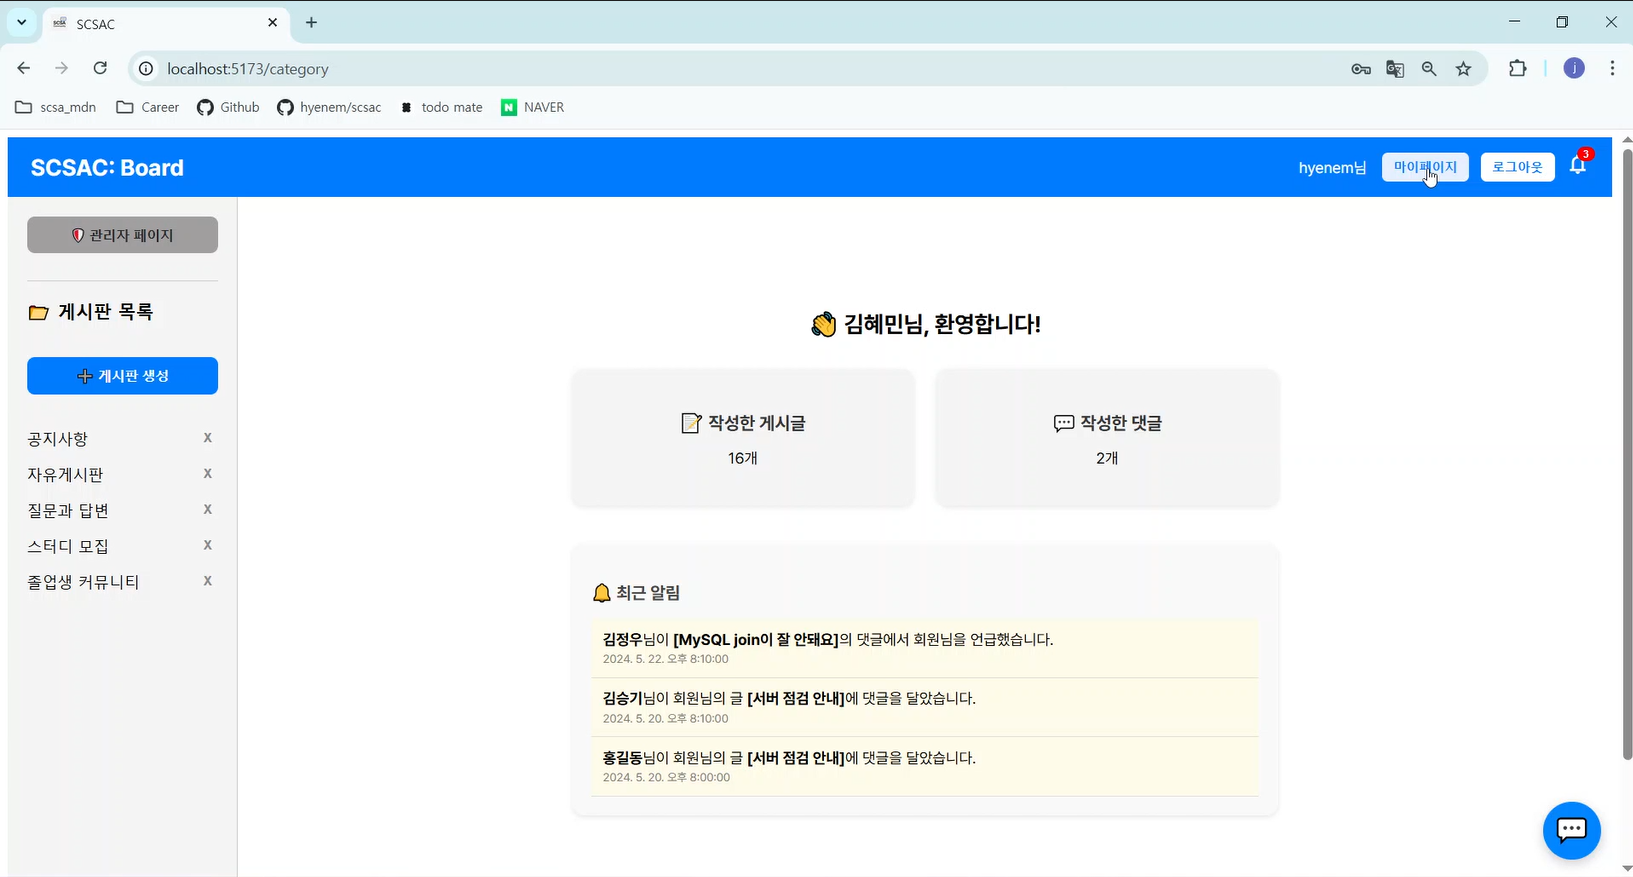 SCSAC
localhost:5173/category
scsa_mdn Career Github hyenem/scsac todo mate NAVER
SCSAC: Board
hyenem님 마이페이지 로그아웃 3
관리자 페이지
게시판 목록
게시판 생성
공지사항 X
자유게시판 X
질문과 답변 X
스터디 모집 X
졸업생 커뮤니티 X
김혜민님, 환영합니다!
작성한 게시글
16개
작성한 댓글
2개
최근 알림
김정우님이 [MySQL join이 잘 안돼요]의 댓글에서 회원님을 언급했습니다.
2024. 5. 22. 오후 8:10:00
김승기님이 회원님의 글 [서버 점검 안내]에 댓글을 달았습니다.
2024. 5. 20. 오후 8:10:00
홍길동님이 회원님의 글 [서버 점검 안내]에 댓글을 달았습니다.
2024. 5. 20. 오후 8:00:00